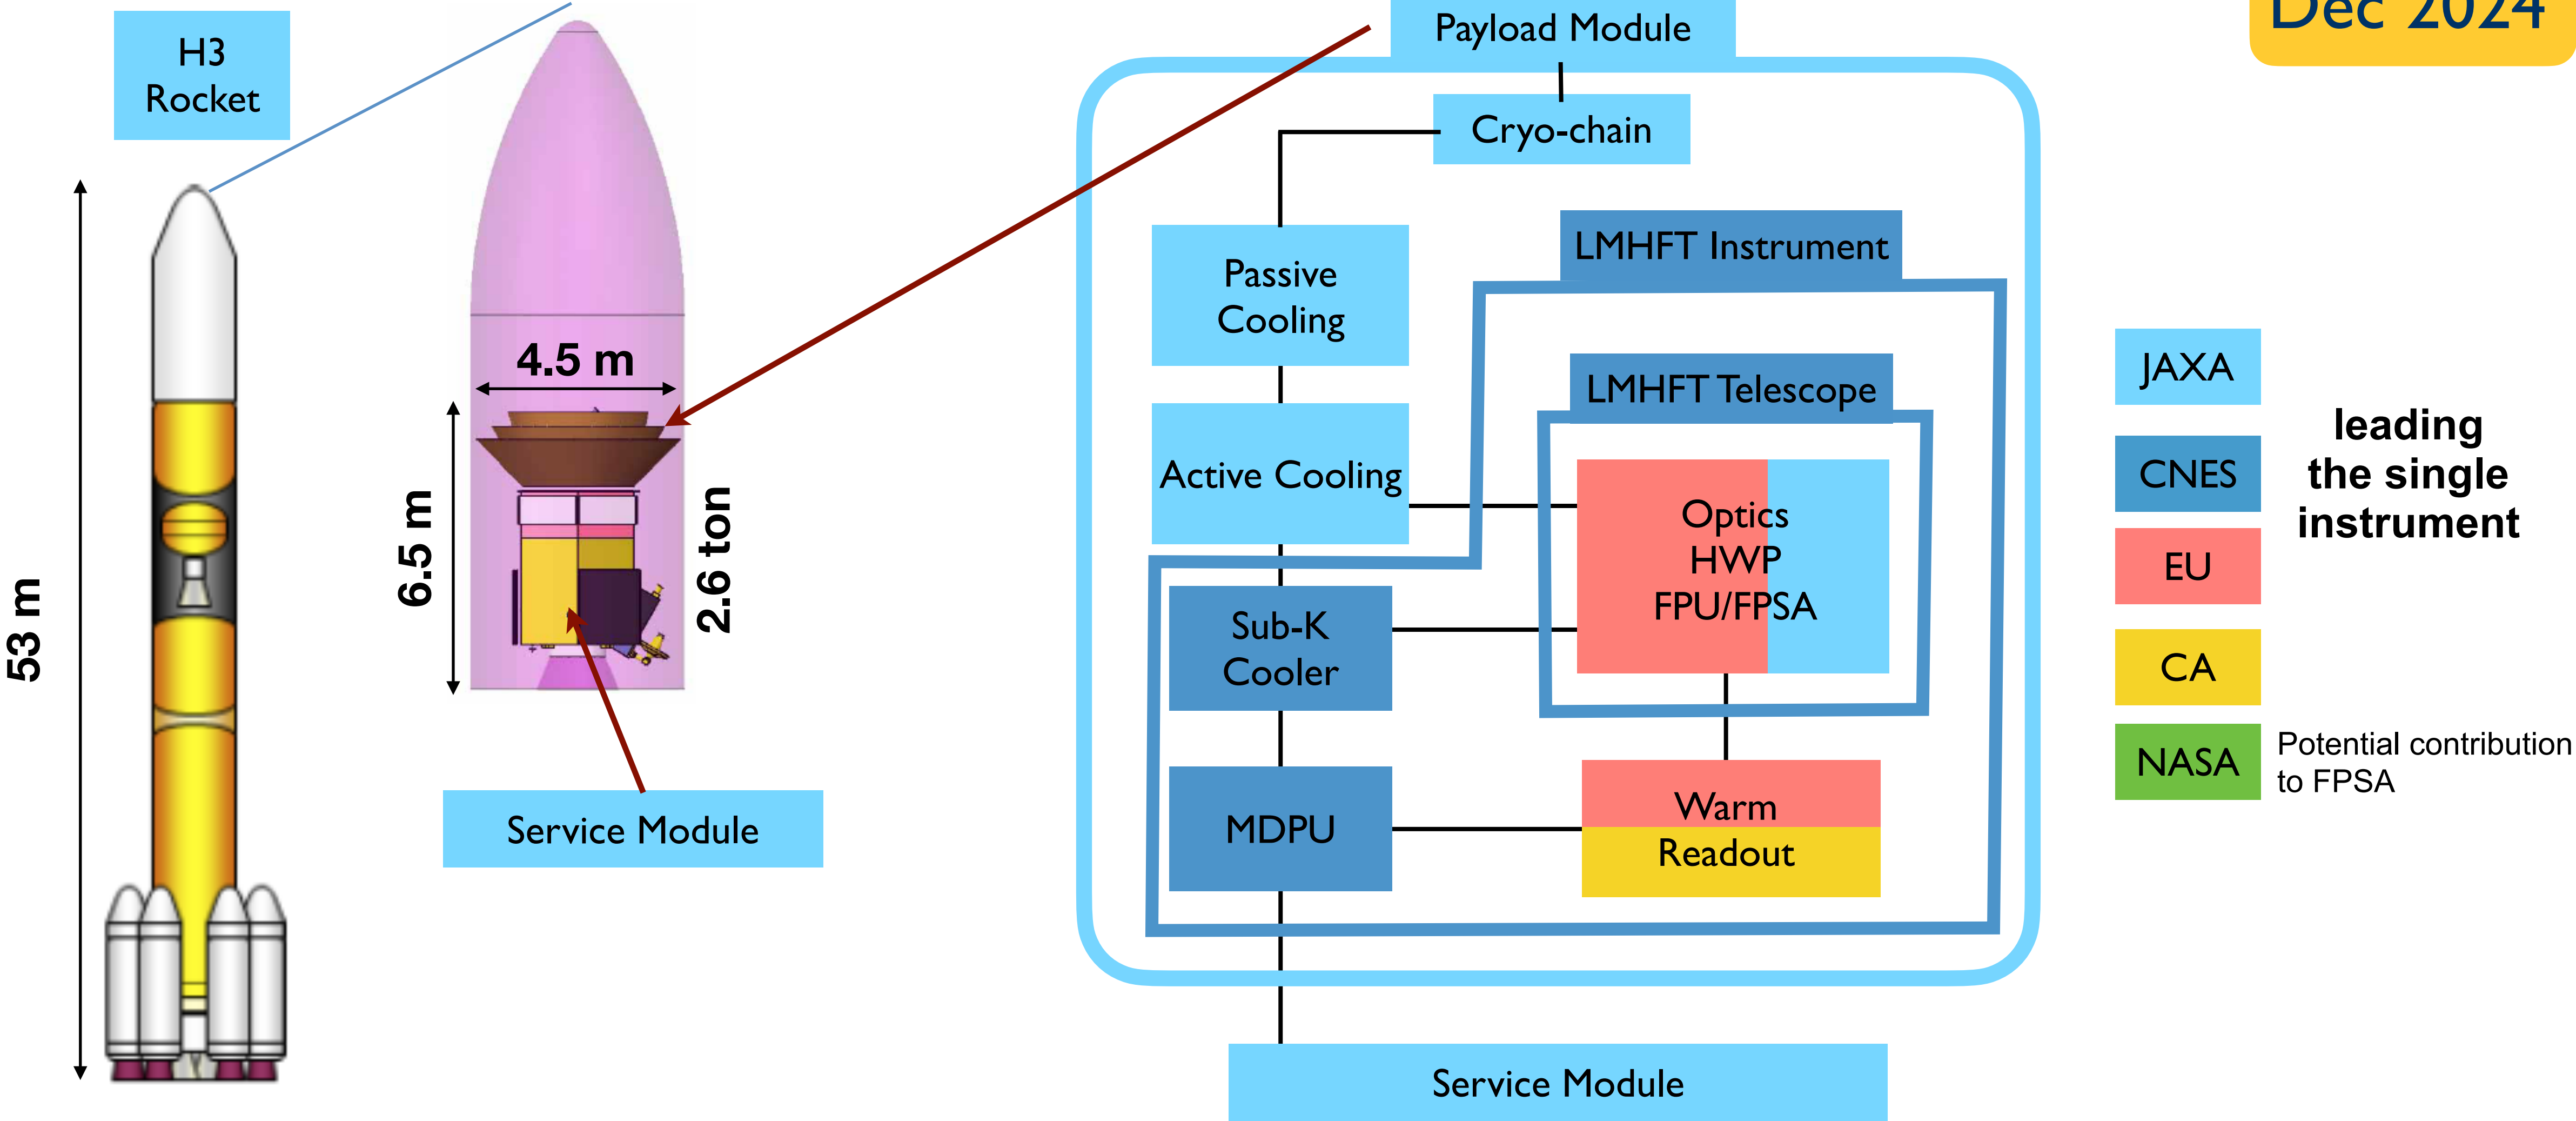 H3
Rocket
53 m
4.5 m
6.5 m
2.6 ton
Service Module
Payload Module
Cryo-chain
Passive
Cooling
Active Cooling
Sub-K
Cooler
MDPU
LMHFT Instrument
LMHFT Telescope
Optics
HWP
FPU/FPSA
Warm
Readout
Service Module
Dec 2024
JAXA
CNES
leading
the single
instrument
EU
CA
NASA
Potential contribution
to FPSA